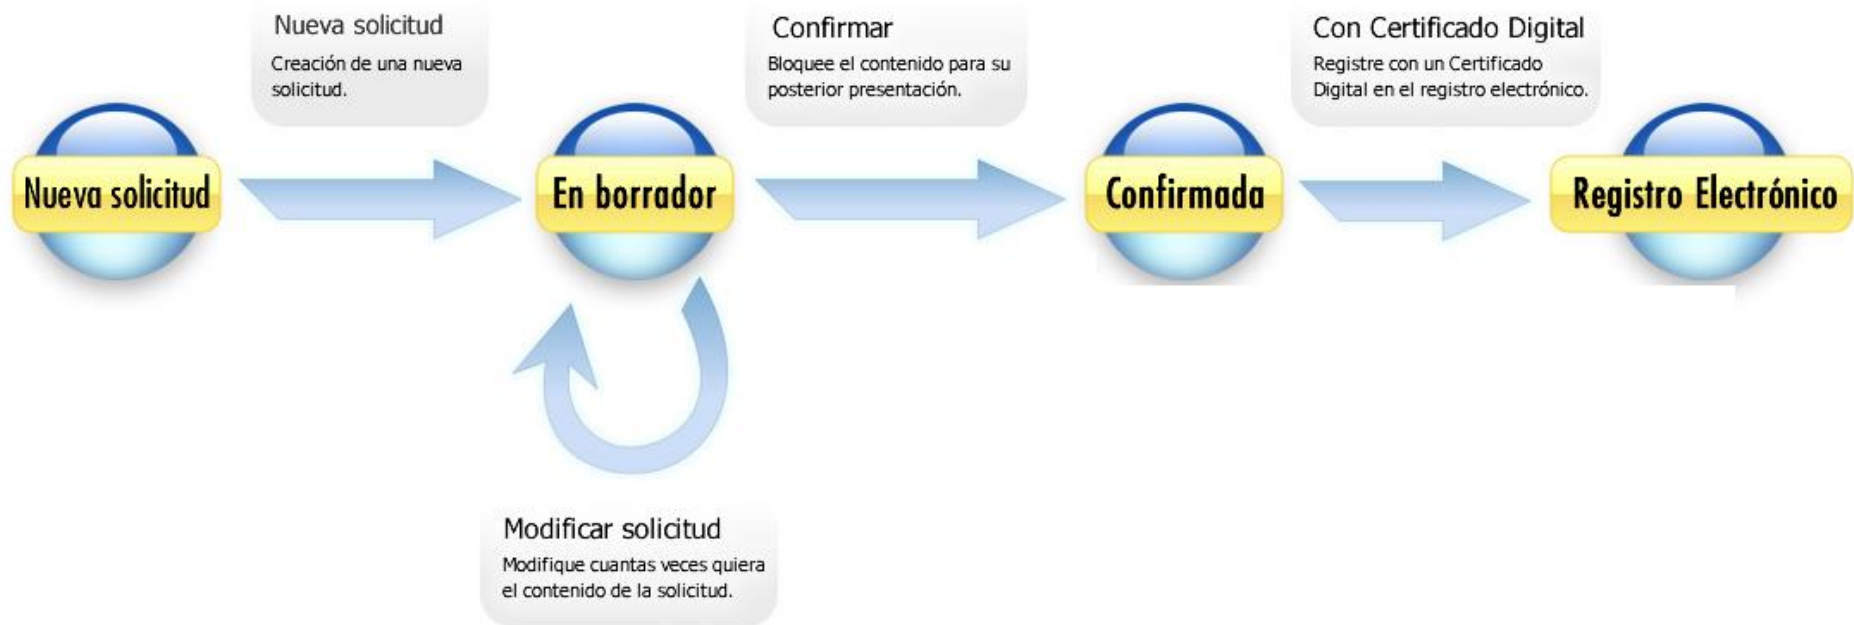 Nueva solicitud
Creación de una nueva
solicitud.
Confirmar
Bloquee el contenido para su
posterior presentación.
Con Certificado Digital
Registre con un Certificado
Digital en el registro electrónico.
Nueva solicitud
En borrador
Confirmada
Registro Electrónico
Modificar solicitud
Modifique cuantas veces quiera
el contenido de la solicitud.